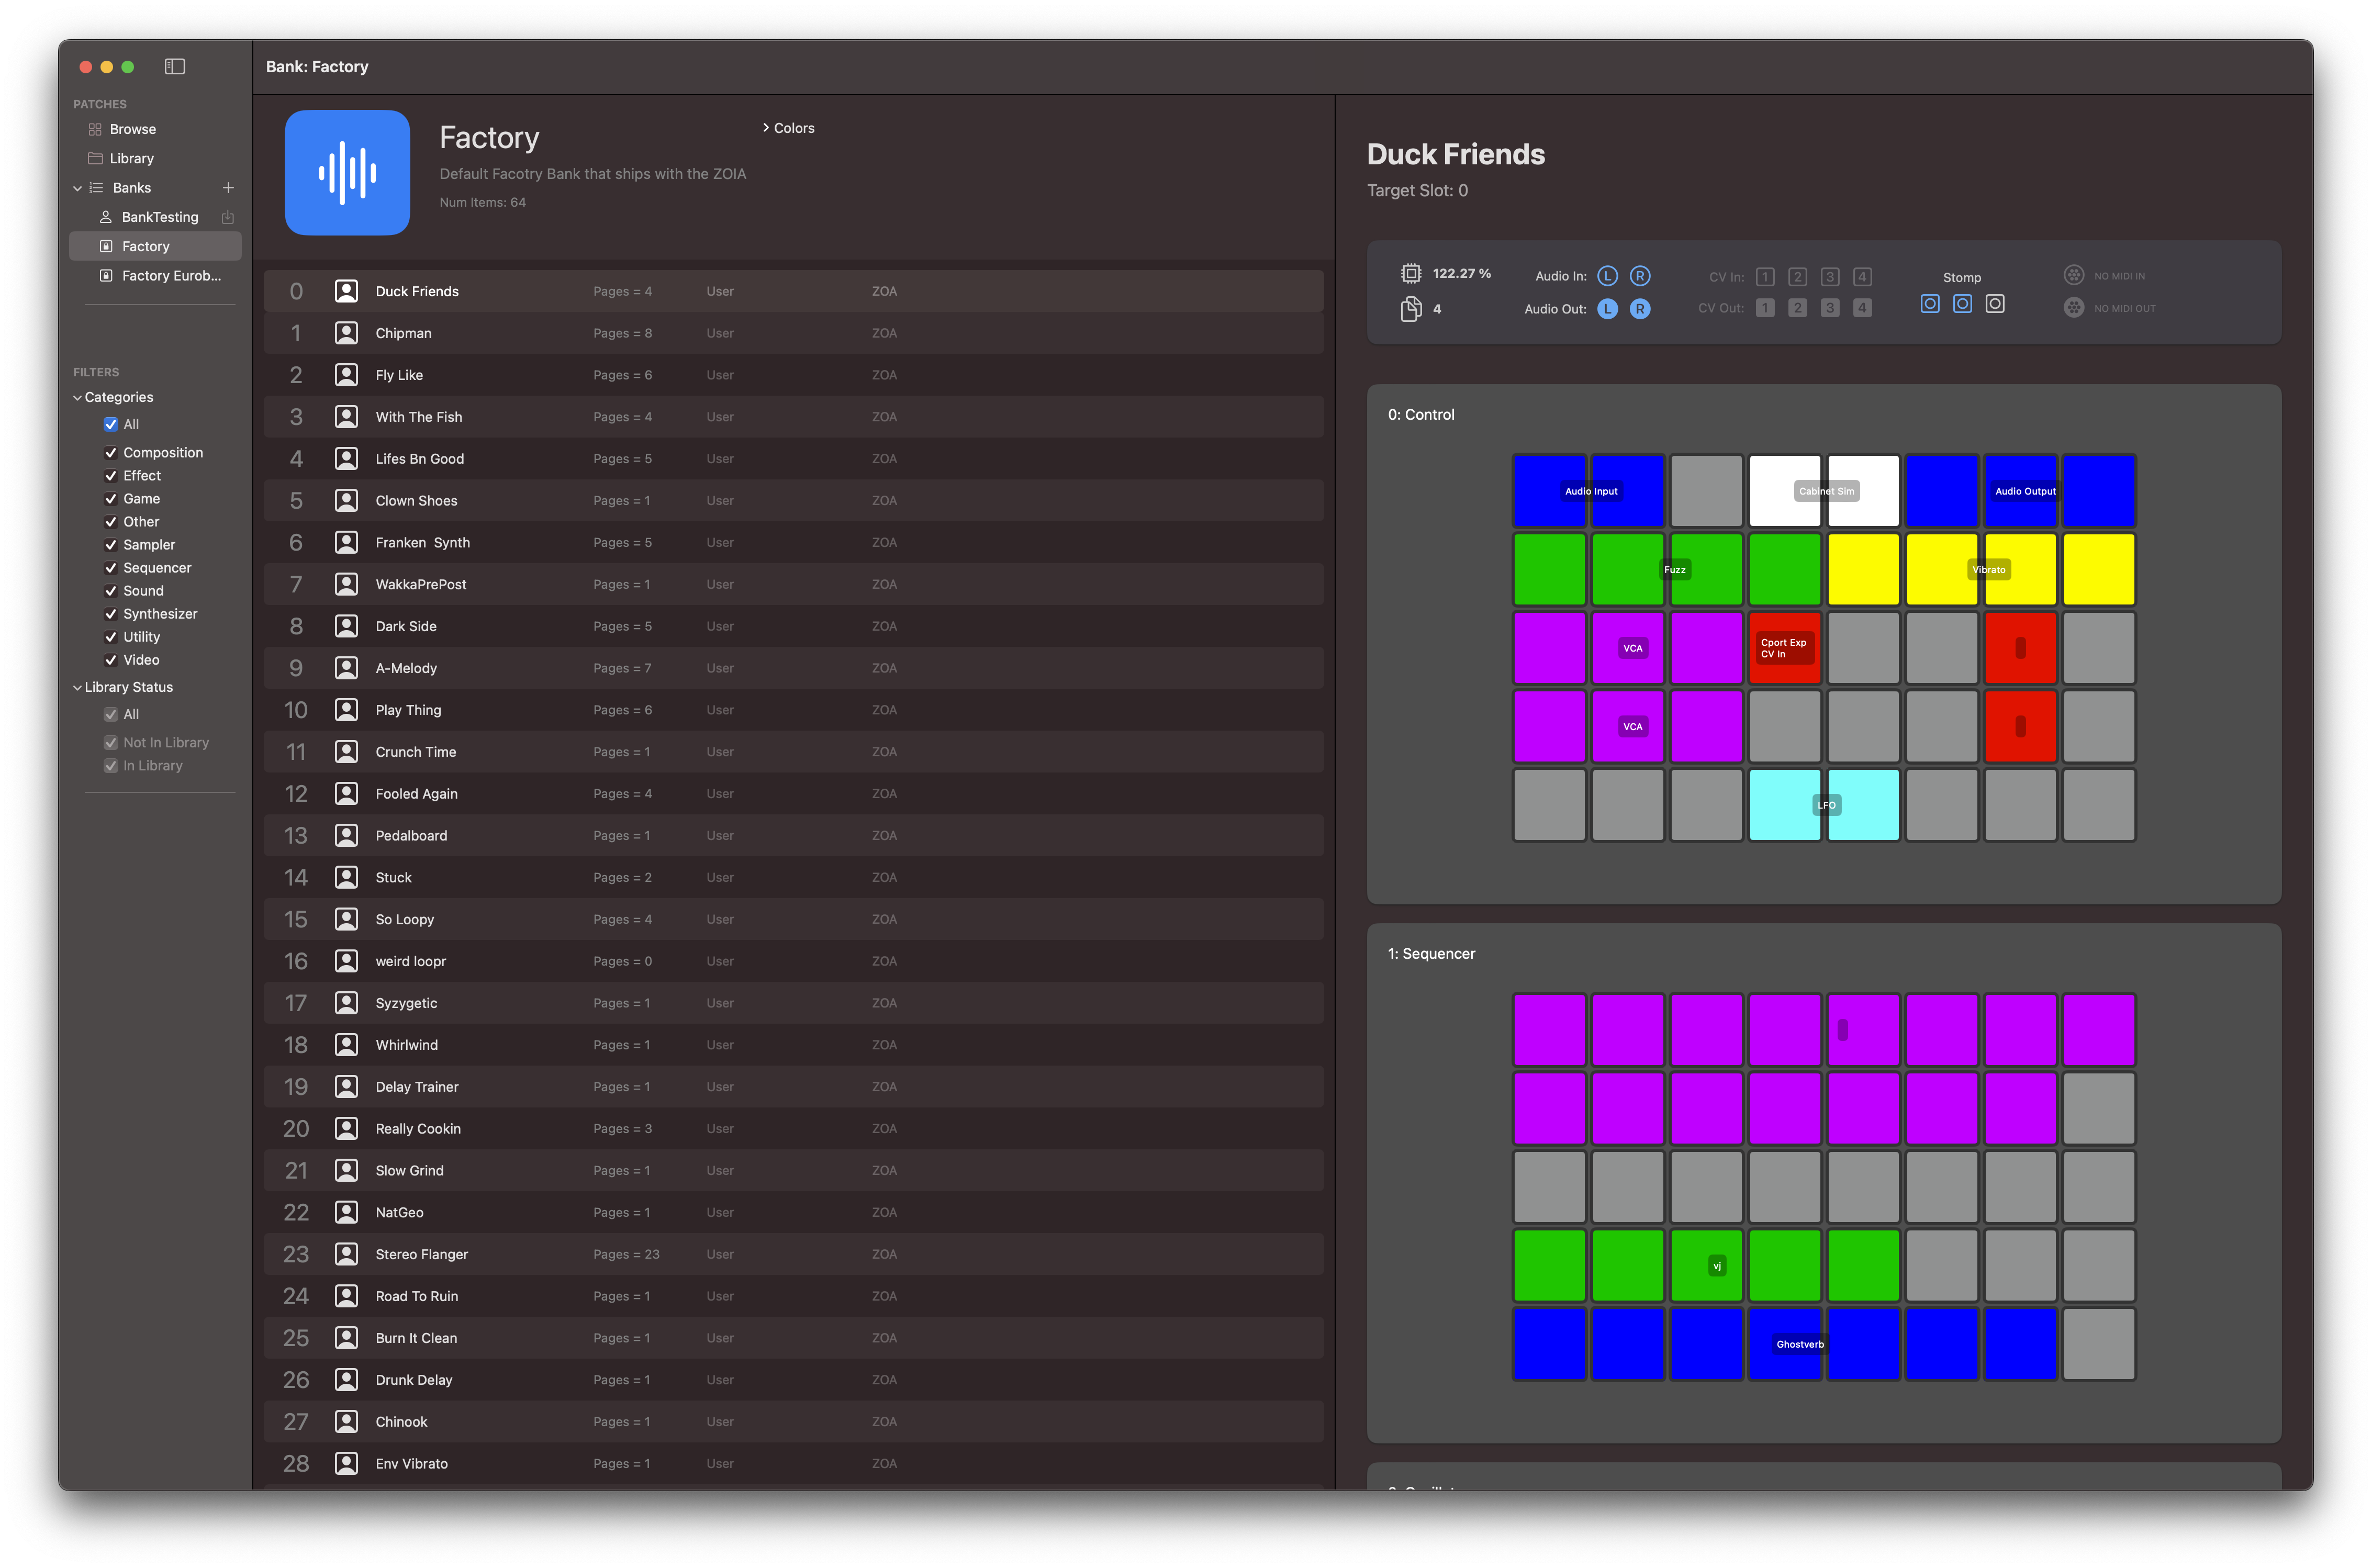 Bank: Factory
PATCHES
Browse
Library
Banks
BankTesting
Factory
Factory Eurob...
FILTERS
Categories
All
Composition
Effect
Game
Other
Sampler
Sequencer
Sound
Synthesizer
Utility
Video
Library Status
All
Not In Library
In Library
Factory
Colors
Default Facotry Bank that ships with the ZOIA
Num Items: 64
0 Duck Friends Pages = 4 User ZOA
1 Chipman Pages = 8 User ZOA
2 Fly Like Pages = 6 User ZOA
3 With The Fish Pages = 4 User ZOA
4 Lifes Bn Good Pages = 5 User ZOA
5 Clown Shoes Pages = 1 User ZOA
6 Franken  Synth Pages = 5 User ZOA
7 WakkaPrePost Pages = 1 User ZOA
8 Dark Side Pages = 5 User ZOA
9 A-Melody Pages = 7 User ZOA
10 Play Thing Pages = 6 User ZOA
11 Crunch Time Pages = 1 User ZOA
12 Fooled Again Pages = 4 User ZOA
13 Pedalboard Pages = 1 User ZOA
14 Stuck Pages = 2 User ZOA
15 So Loopy Pages = 4 User ZOA
16 weird loopr Pages = 0 User ZOA
17 Syzygetic Pages = 1 User ZOA
18 Whirlwind Pages = 1 User ZOA
19 Delay Trainer Pages = 1 User ZOA
20 Really Cookin Pages = 3 User ZOA
21 Slow Grind Pages = 1 User ZOA
22 NatGeo Pages = 1 User ZOA
23 Stereo Flanger Pages = 23 User ZOA
24 Road To Ruin Pages = 1 User ZOA
25 Burn It Clean Pages = 1 User ZOA
26 Drunk Delay Pages = 1 User ZOA
27 Chinook Pages = 1 User ZOA
28 Env Vibrato Pages = 1 User ZOA
Duck Friends
Target Slot: 0
122.27 % Audio In: L R CV In: 1 2 3 4 Stomp NO MIDI IN
4 Audio Out: L R CV Out: 1 2 3 4 NO MIDI OUT
0: Control
Audio Input Cabinet Sim Audio Output
Fuzz Vibrato
VCA Cport Exp
CV In
VCA
LFO
1: Sequencer
vj
Ghostverb